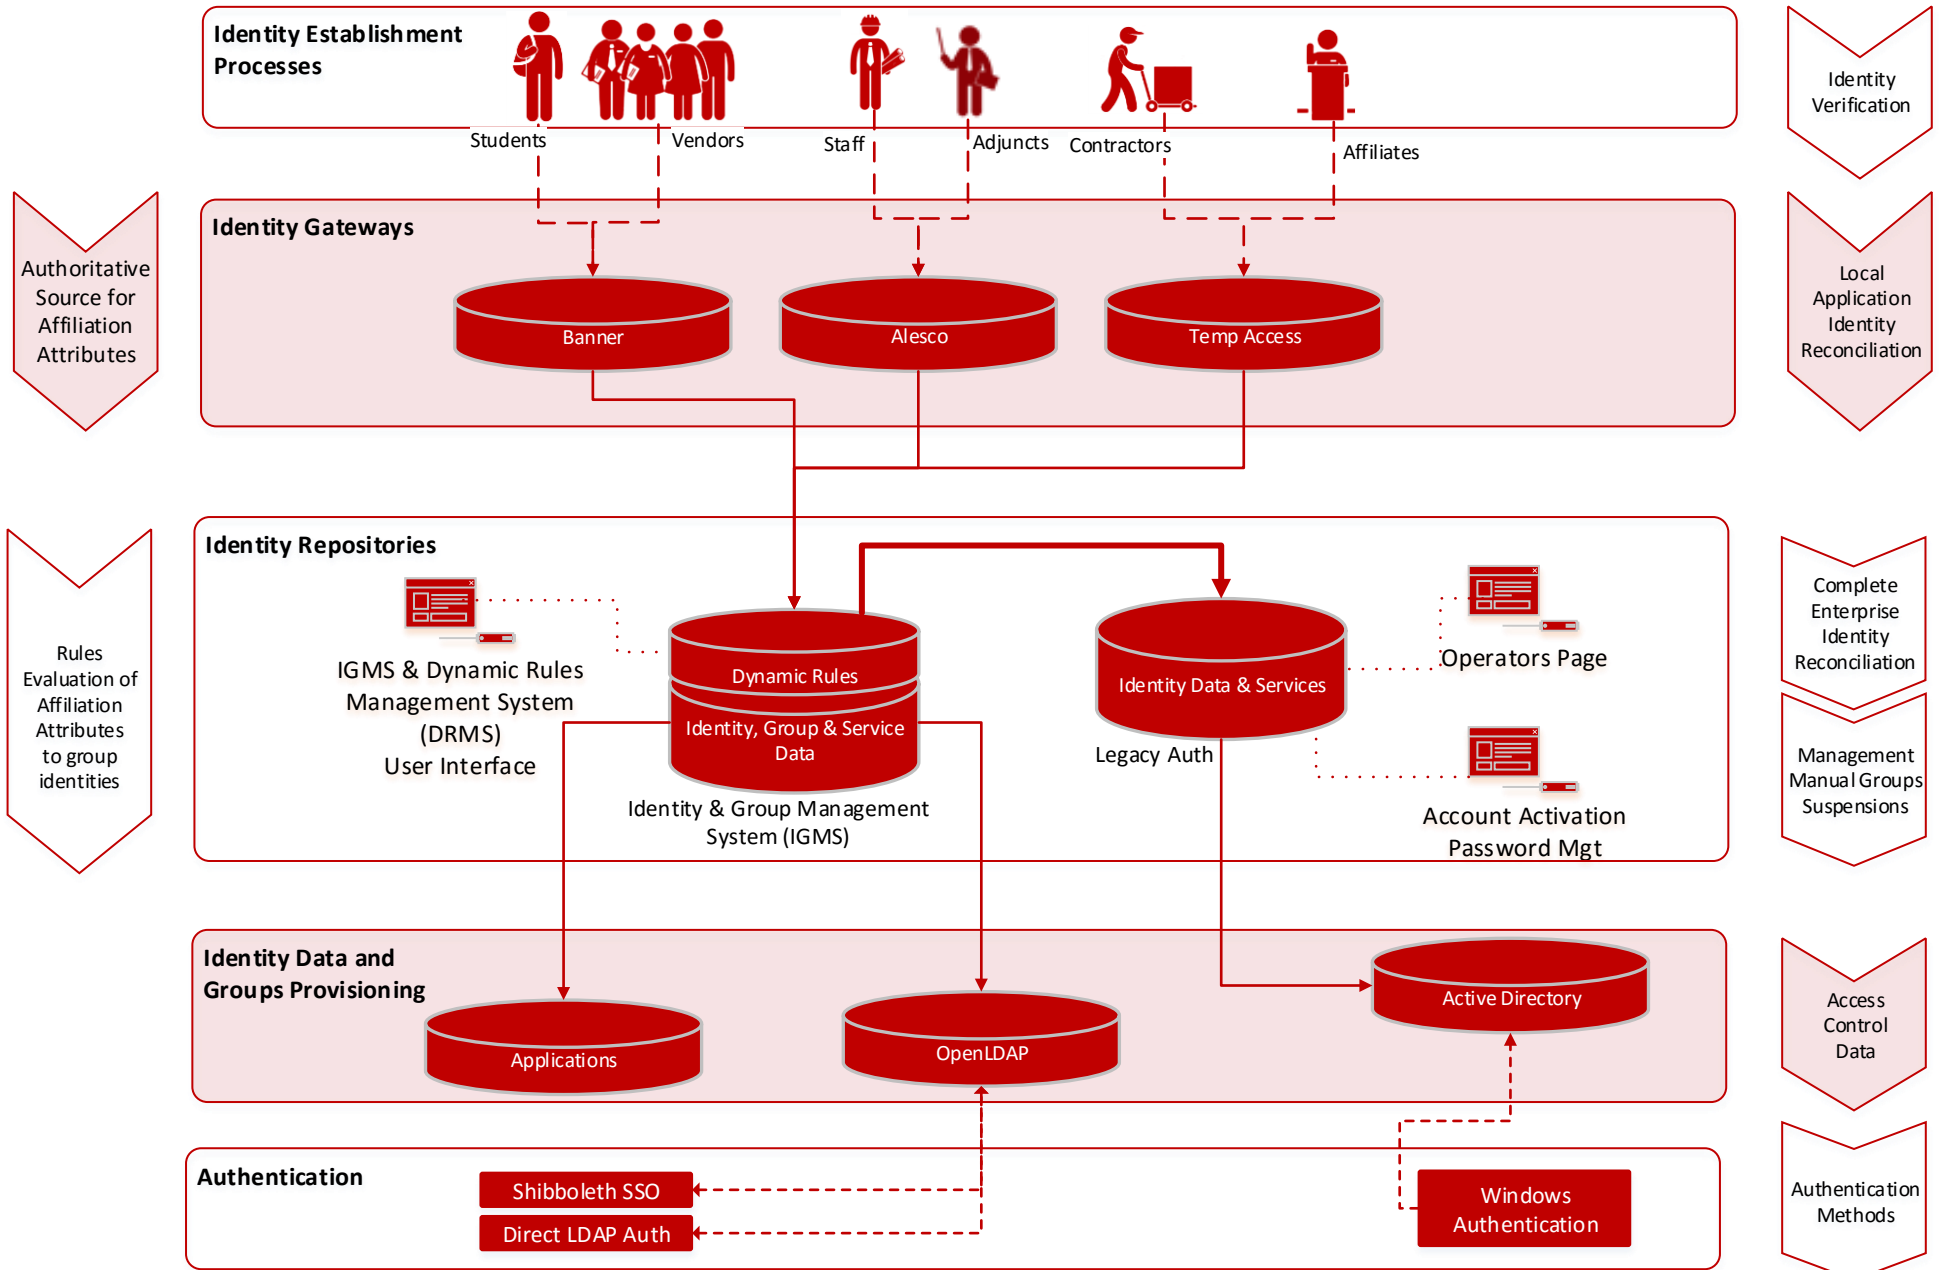 Identity Establishment
Processes
Identity
Verification
Students
Vendors
Staff
Adjuncts
Contractors
Affiliates
Identity Gateways
Authoritative
Source for
Affiliation
Attributes
Local
Application
Identity
Reconciliation
Banner
Alesco
Temp Access
Identity Repositories
Rules
Evaluation of
Affiliation
Attributes
to group
identities
IGMS & Dynamic Rules
Management System
(DRMS)
User Interface
Dynamic Rules
Identity, Group & Service
Data
Identity & Group Management
System (IGMS)
Identity Data & Services
Legacy Auth
Operators Page
Account Activation
Password Mgt
Complete
Enterprise
Identity
Reconciliation
Management
Manual Groups
Suspensions
Identity Data and
Groups Provisioning
Applications
OpenLDAP
Active Directory
Access
Control
Data
Authentication
Shibboleth SSO
Direct LDAP Auth
Windows
Authentication
Authentication
Methods